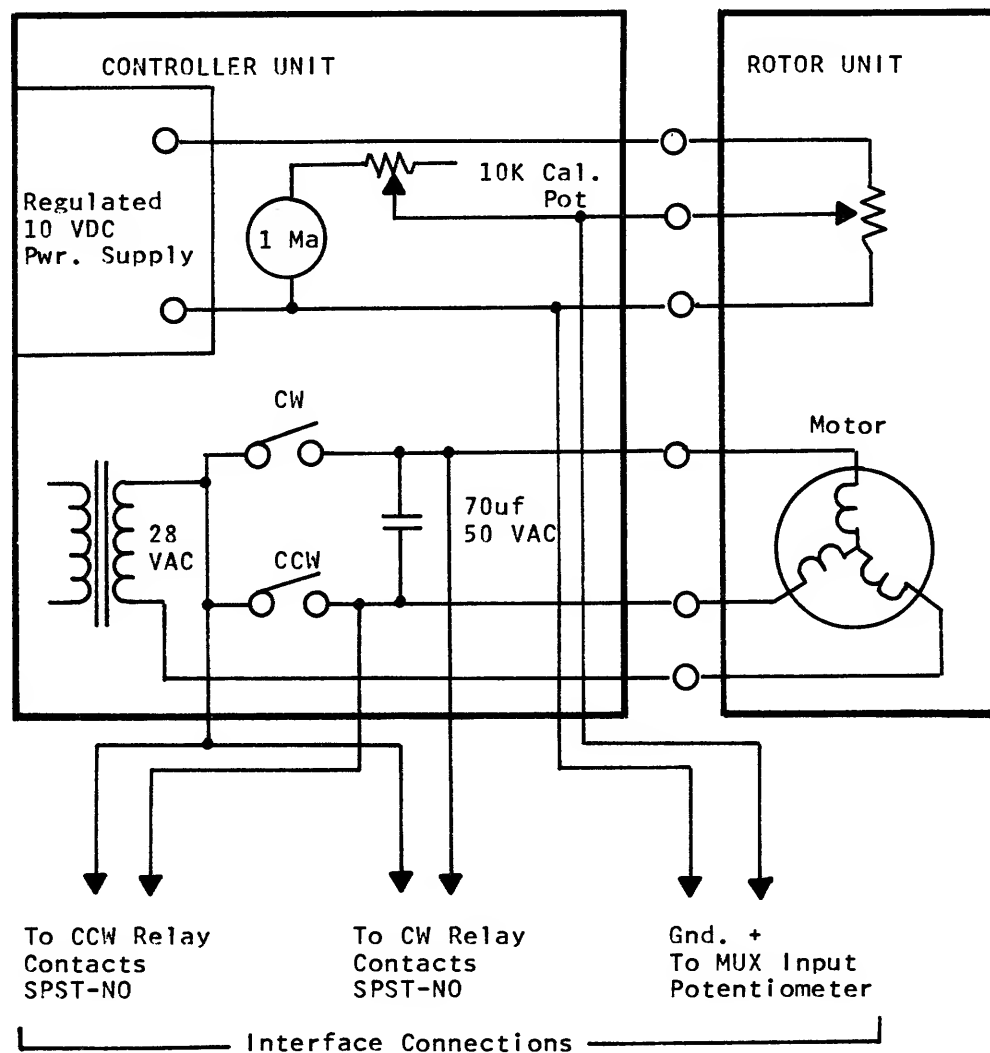 CONTROLLER UNIT
ROTOR UNIT
Regulated
10 VDC
Pwr. Supply
1 Ma
10K Cal.
Pot
CW
CCW
28
VAC
70uf
50 VAC
Motor
To CCW Relay
Contacts
SPST-NO
To CW Relay
Contacts
SPST-NO
Gnd. +
To MUX Input
Potentiometer
Interface Connections